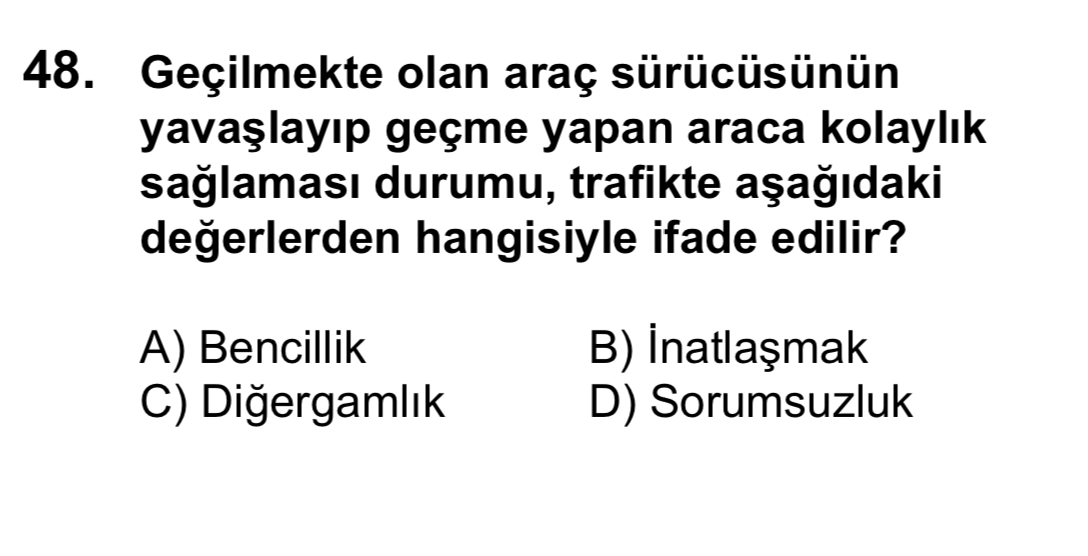 48. Geçilmekte olan araç sürücüsünün
yavaşlayıp geçme yapan araca kolaylık
sağlaması durumu, trafikte aşağıdaki
değerlerden hangisiyle ifade edilir?
A) Bencillik B) İnatlaşmak
C) Diğergamlık D) Sorumsuzluk